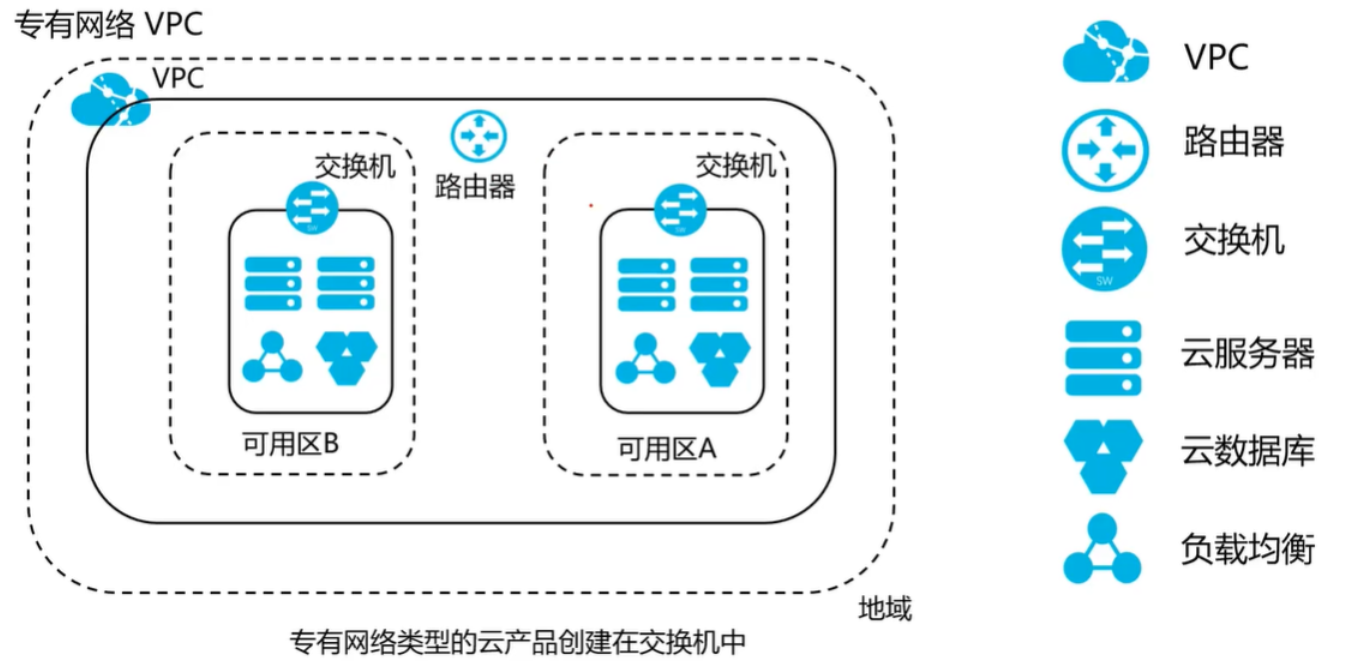 专有网络 VPC
VPC
交换机
路由器
交换机
SW
SW
可用区B
可用区A
地域
专有网络类型的云产品创建在交换机中
VPC
路由器
交换机
SW
云服务器
云数据库
负载均衡